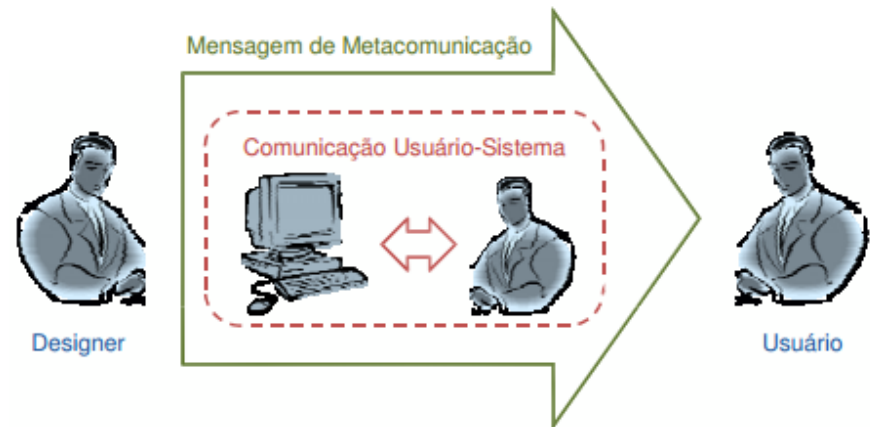 Mensagem de Metacomunicação
Comunicação Usuário-Sistema
Designer
Usuário